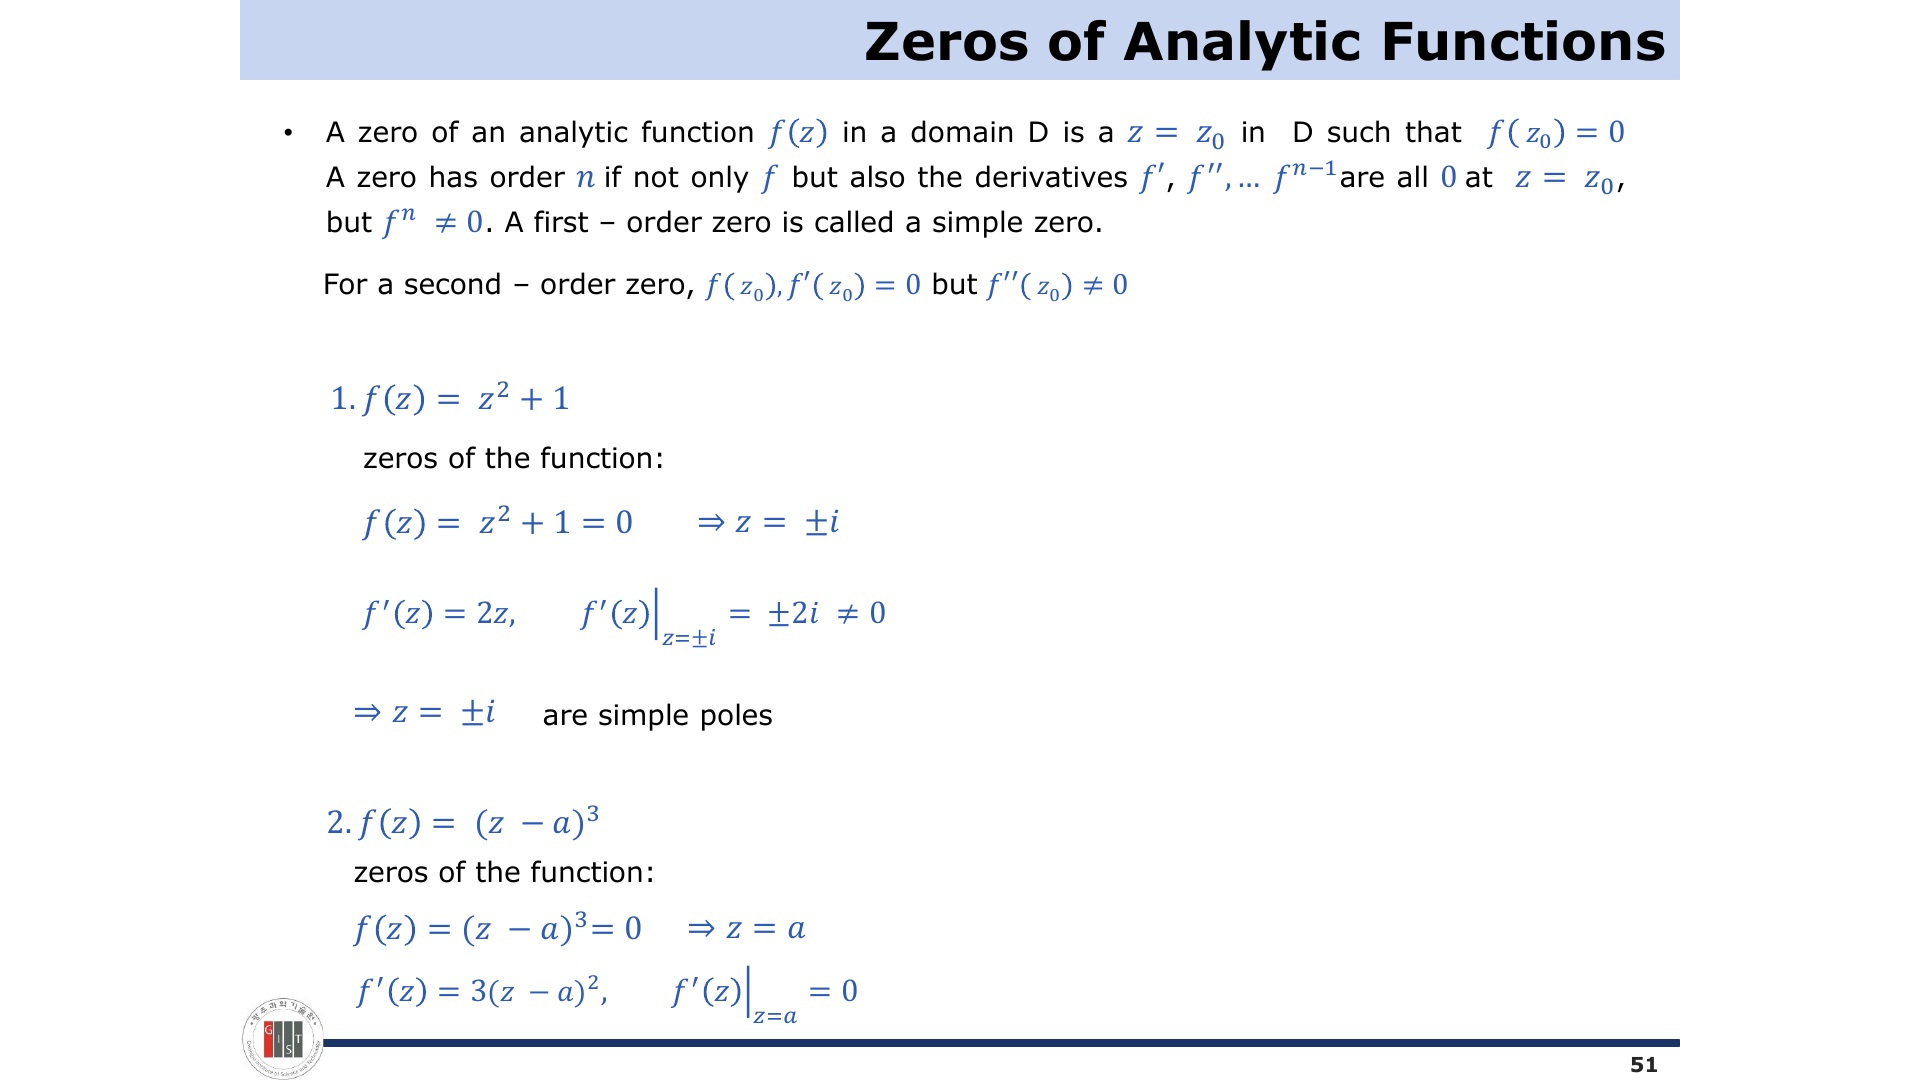 Zeros of Analytic Functions
• A zero of an analytic function f(z) in a domain D is a z = z₀ in D such that f( z₀) = 0
A zero has order n if not only f but also the derivatives f′, f′′, … fⁿ⁻¹are all 0 at z = z₀,
but fⁿ ≠ 0. A first – order zero is called a simple zero.
For a second – order zero, f( z₀), f′( z₀) = 0 but f′′( z₀) ≠ 0
1. f(z) = z² + 1
zeros of the function:
f(z) = z² + 1 = 0 ⇒ z = ±i
f′(z) = 2z, f′(z)|z=±i = ±2i ≠ 0
⇒ z = ±i are simple poles
2. f(z) = (z − a)³
zeros of the function:
f(z) = (z − a)³= 0 ⇒ z = a
f′(z) = 3(z − a)², f′(z)|z=a = 0
GIST
51